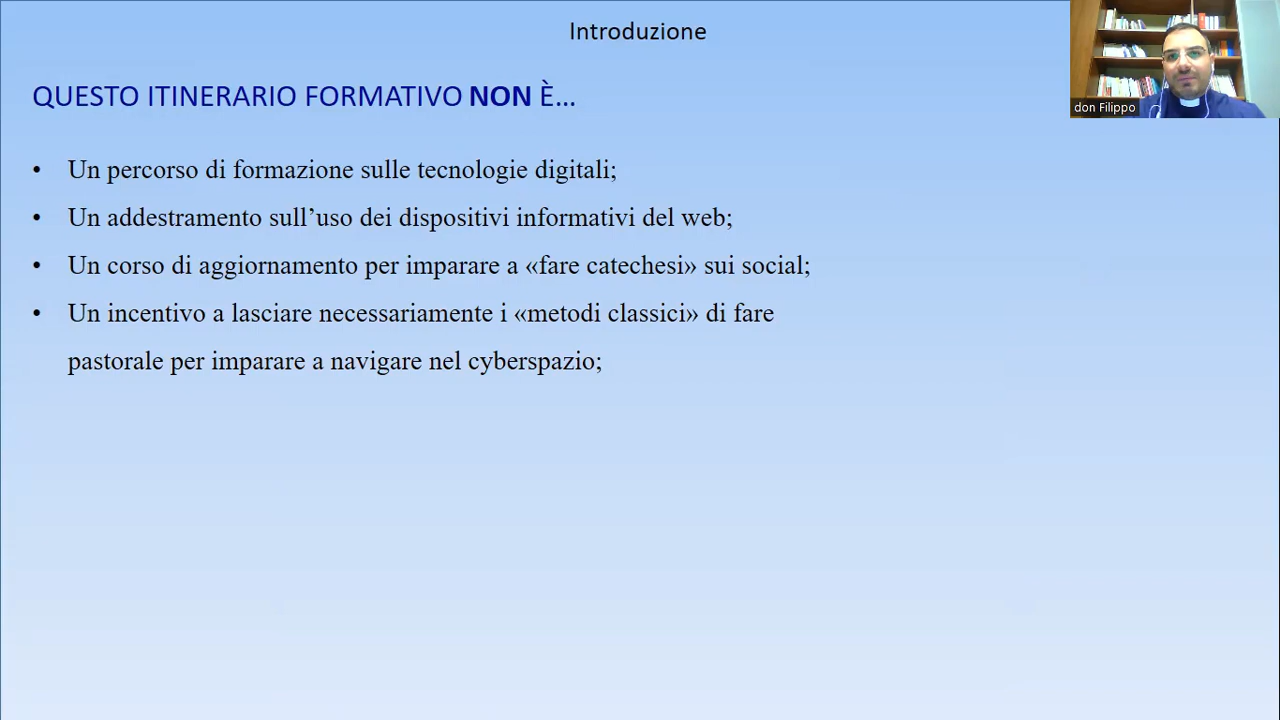 Introduzione
don Filippo
QUESTO ITINERARIO FORMATIVO NON È...
• Un percorso di formazione sulle tecnologie digitali;
• Un addestramento sull’uso dei dispositivi informativi del web;
• Un corso di aggiornamento per imparare a «fare catechesi» sui social;
• Un incentivo a lasciare necessariamente i «metodi classici» di fare
pastorale per imparare a navigare nel cyberspazio;